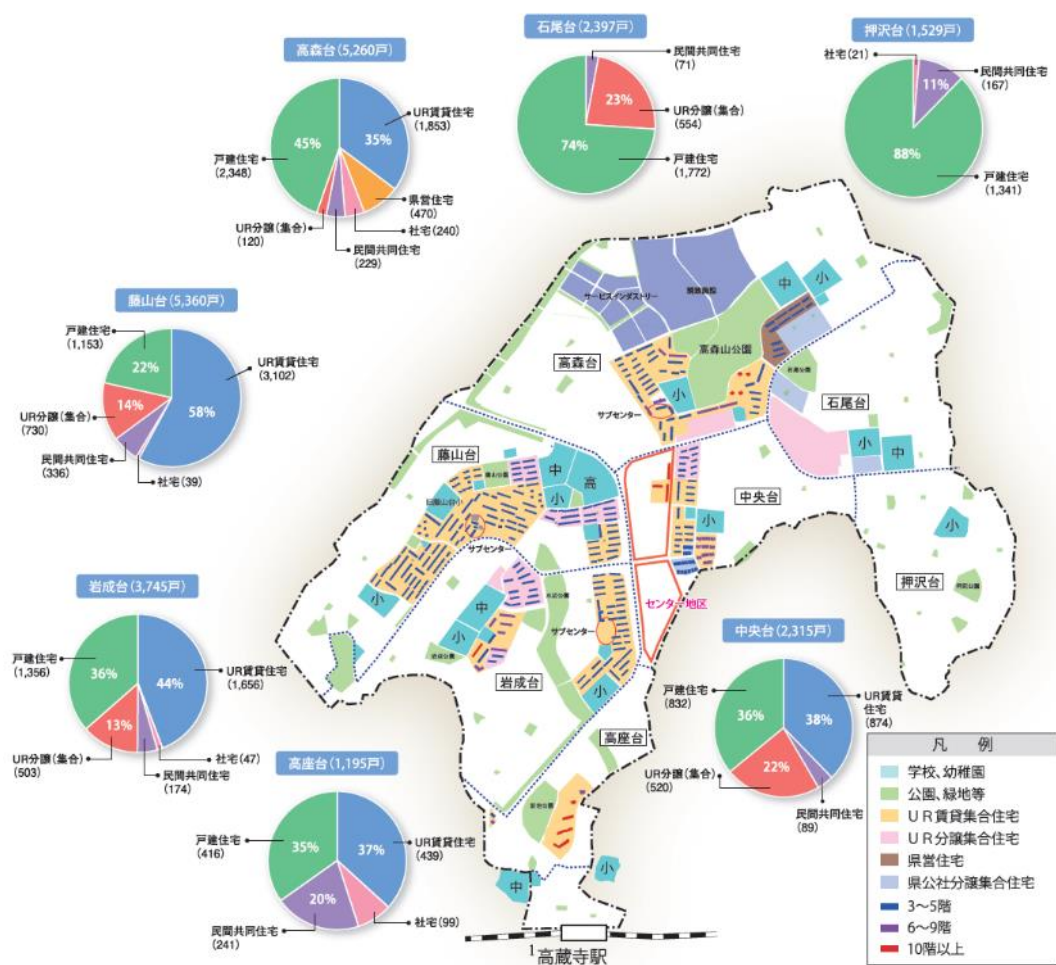 高森台(5,260戸)
UR賃貸住宅
(1,853)
35%
県営住宅
(470)
社宅(240)
民間共同住宅
(229)
UR分譲(集合)
(120)
戸建住宅
(2,348)
45%
石尾台(2,397戸)
民間共同住宅
(71)
23%
UR分譲(集合)
(554)
74%
戸建住宅
(1,772)
押沢台(1,529戸)
社宅(21)
民間共同住宅
(167)
11%
88%
戸建住宅
(1,341)
藤山台(5,360戸)
戸建住宅
(1,153)
22%
UR賃貸住宅
(3,102)
58%
UR分譲(集合)
(730)
14%
民間共同住宅
(336)
社宅(39)
岩成台(3,745戸)
戸建住宅
(1,356)
36%
UR賃貸住宅
(1,656)
44%
13%
UR分譲(集合)
(503)
社宅(47)
民間共同住宅
(174)
高座台(1,195戸)
戸建住宅
(416)
35%
UR賃貸住宅
(439)
37%
20%
民間共同住宅
(241)
社宅(99)
中央台(2,315戸)
戸建住宅
(832)
36%
UR賃貸
住宅
(874)
38%
22%
UR分譲(集合)
(520)
民間共同住宅
(89)
サービスインダストリー
中
小
高森山公園
高森台
小
サブセンター
石尾台
小
中
藤山台
中
高
小
サブセンター
小
中央台
小
押沢台
小
センター地区
中
小
サブセンター
岩成台
小
高座台
中
小
1高蔵寺駅
凡 例
学校、幼稚園
公園、緑地等
UR賃貸集合住宅
UR分譲集合住宅
県営住宅
県公社分譲集合住宅
3〜5階
6〜9階
10階以上